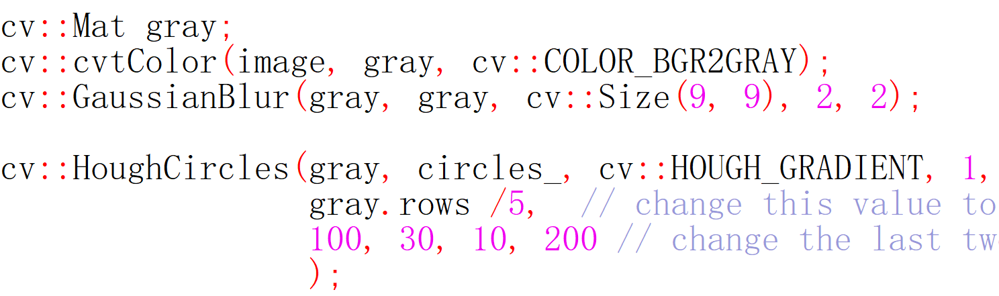 cv::Mat gray;
cv::cvtColor(image, gray, cv::COLOR_BGR2GRAY);
cv::GaussianBlur(gray, gray, cv::Size(9, 9), 2, 2);
cv::HoughCircles(gray, circles_, cv::HOUGH_GRADIENT, 1,
gray.rows /5,  // change this value to
100, 30, 10, 200 // change the last
);